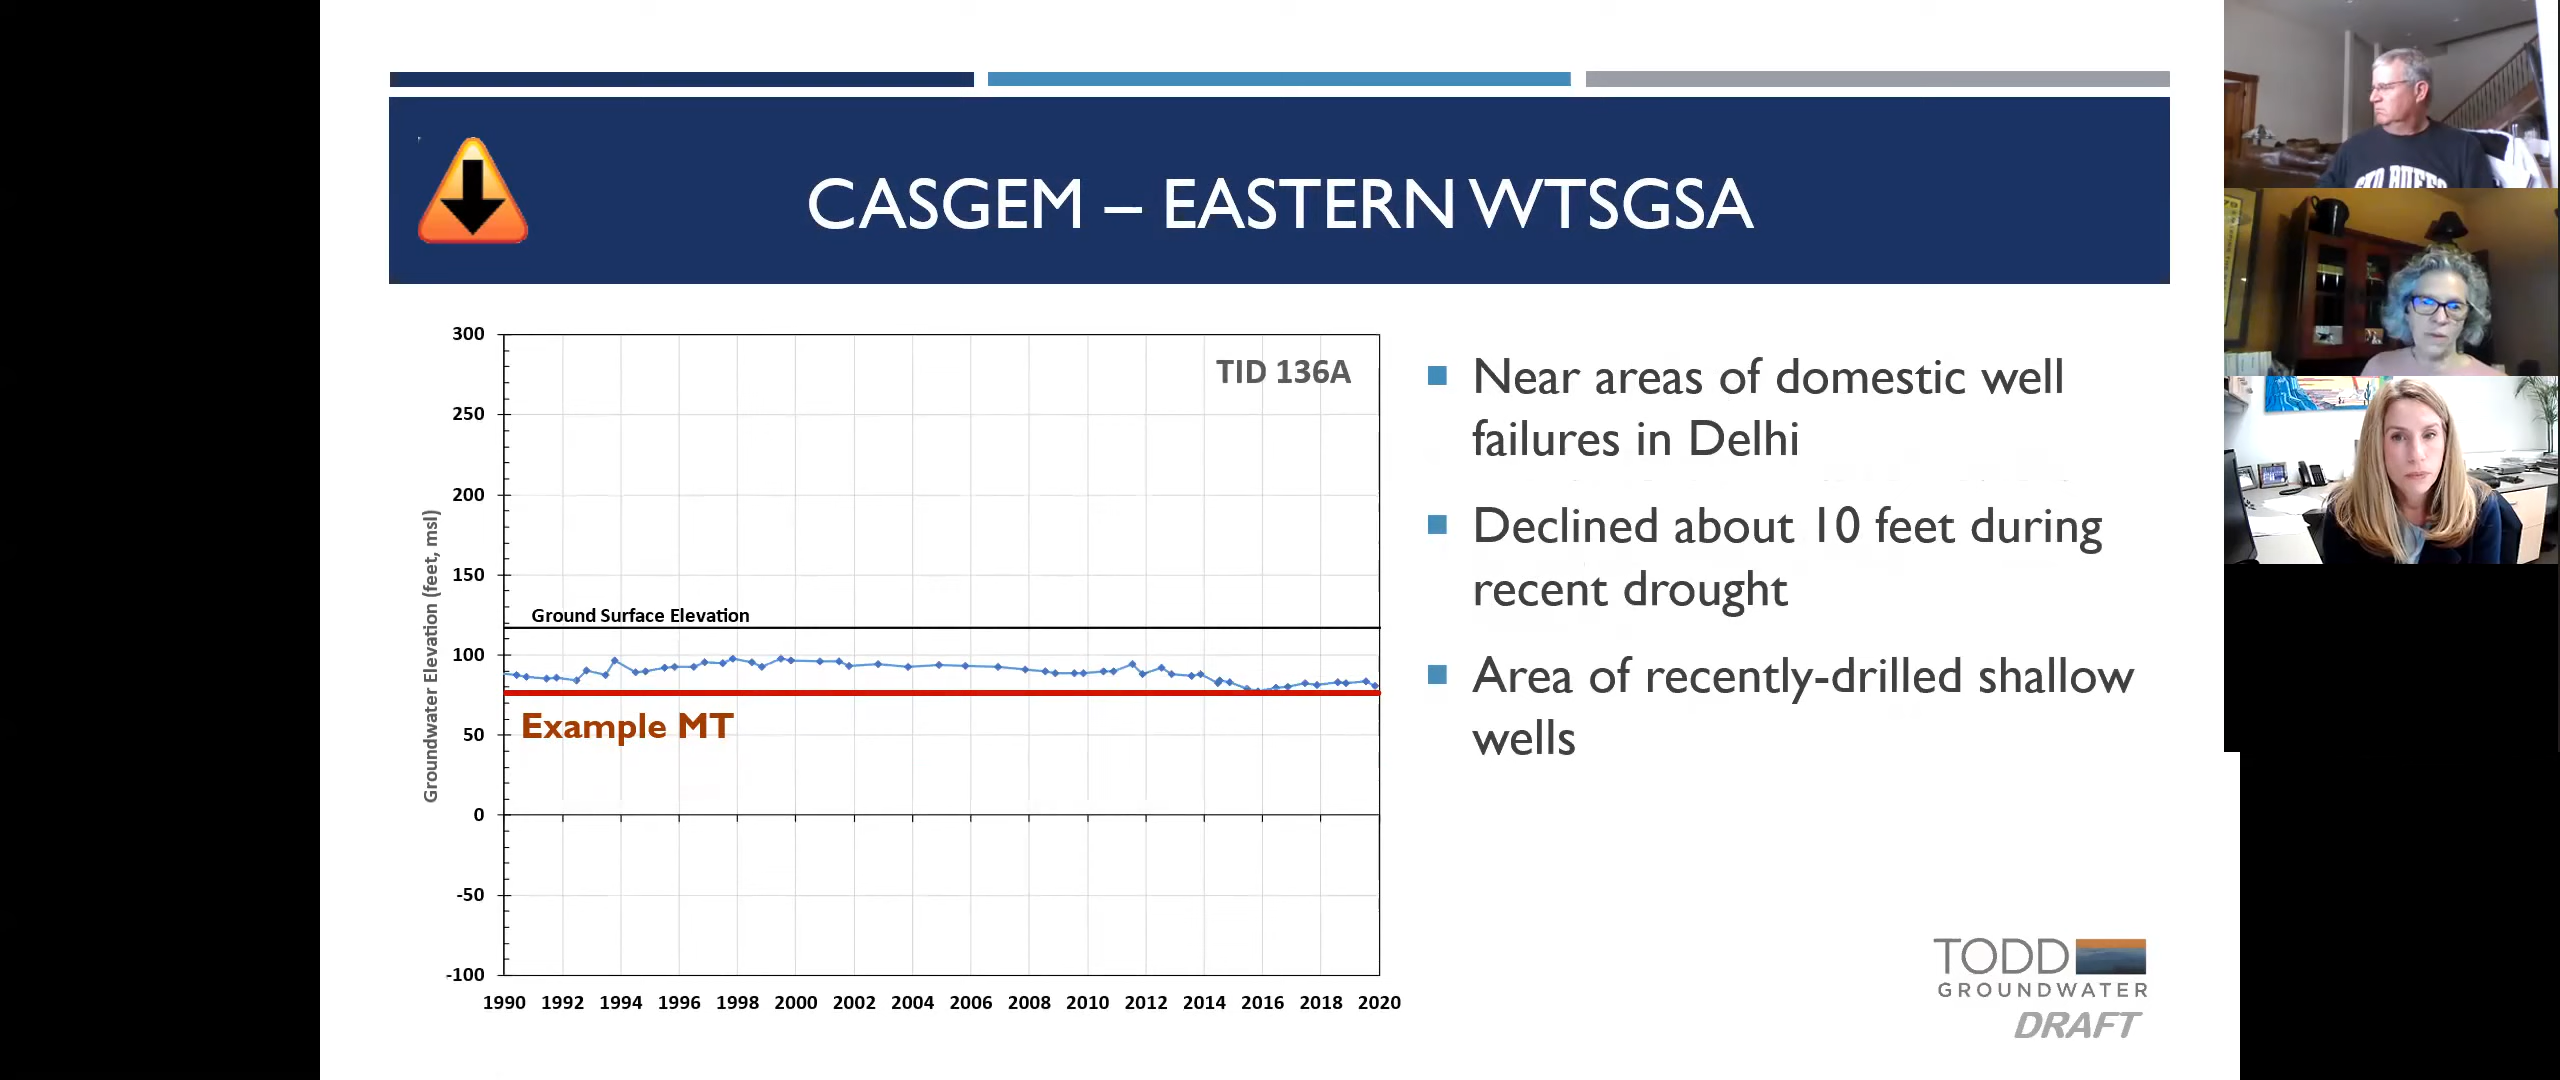 CASGEM – EASTERN WTSGSA
300
250
200
150
100
50
0
-50
-100
Groundwater Elevation (feet, msl)
TID 136A
Ground Surface Elevation
Example MT
1990 1992 1994 1996 1998 2000 2002 2004 2006 2008 2010 2012 2014 2016 2018 2020
Near areas of domestic well
failures in Delhi
Declined about 10 feet during
recent drought
Area of recently-drilled shallow
wells
TODD
GROUNDWATER
DRAFT